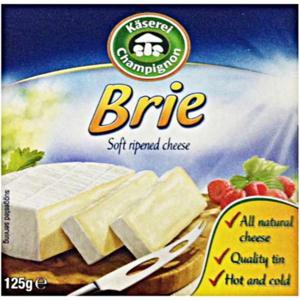 Käserei
Champignon
Brie
Soft ripened cheese
Suggested serving
All natural
cheese
Quality tin
Hot and cold
125g e